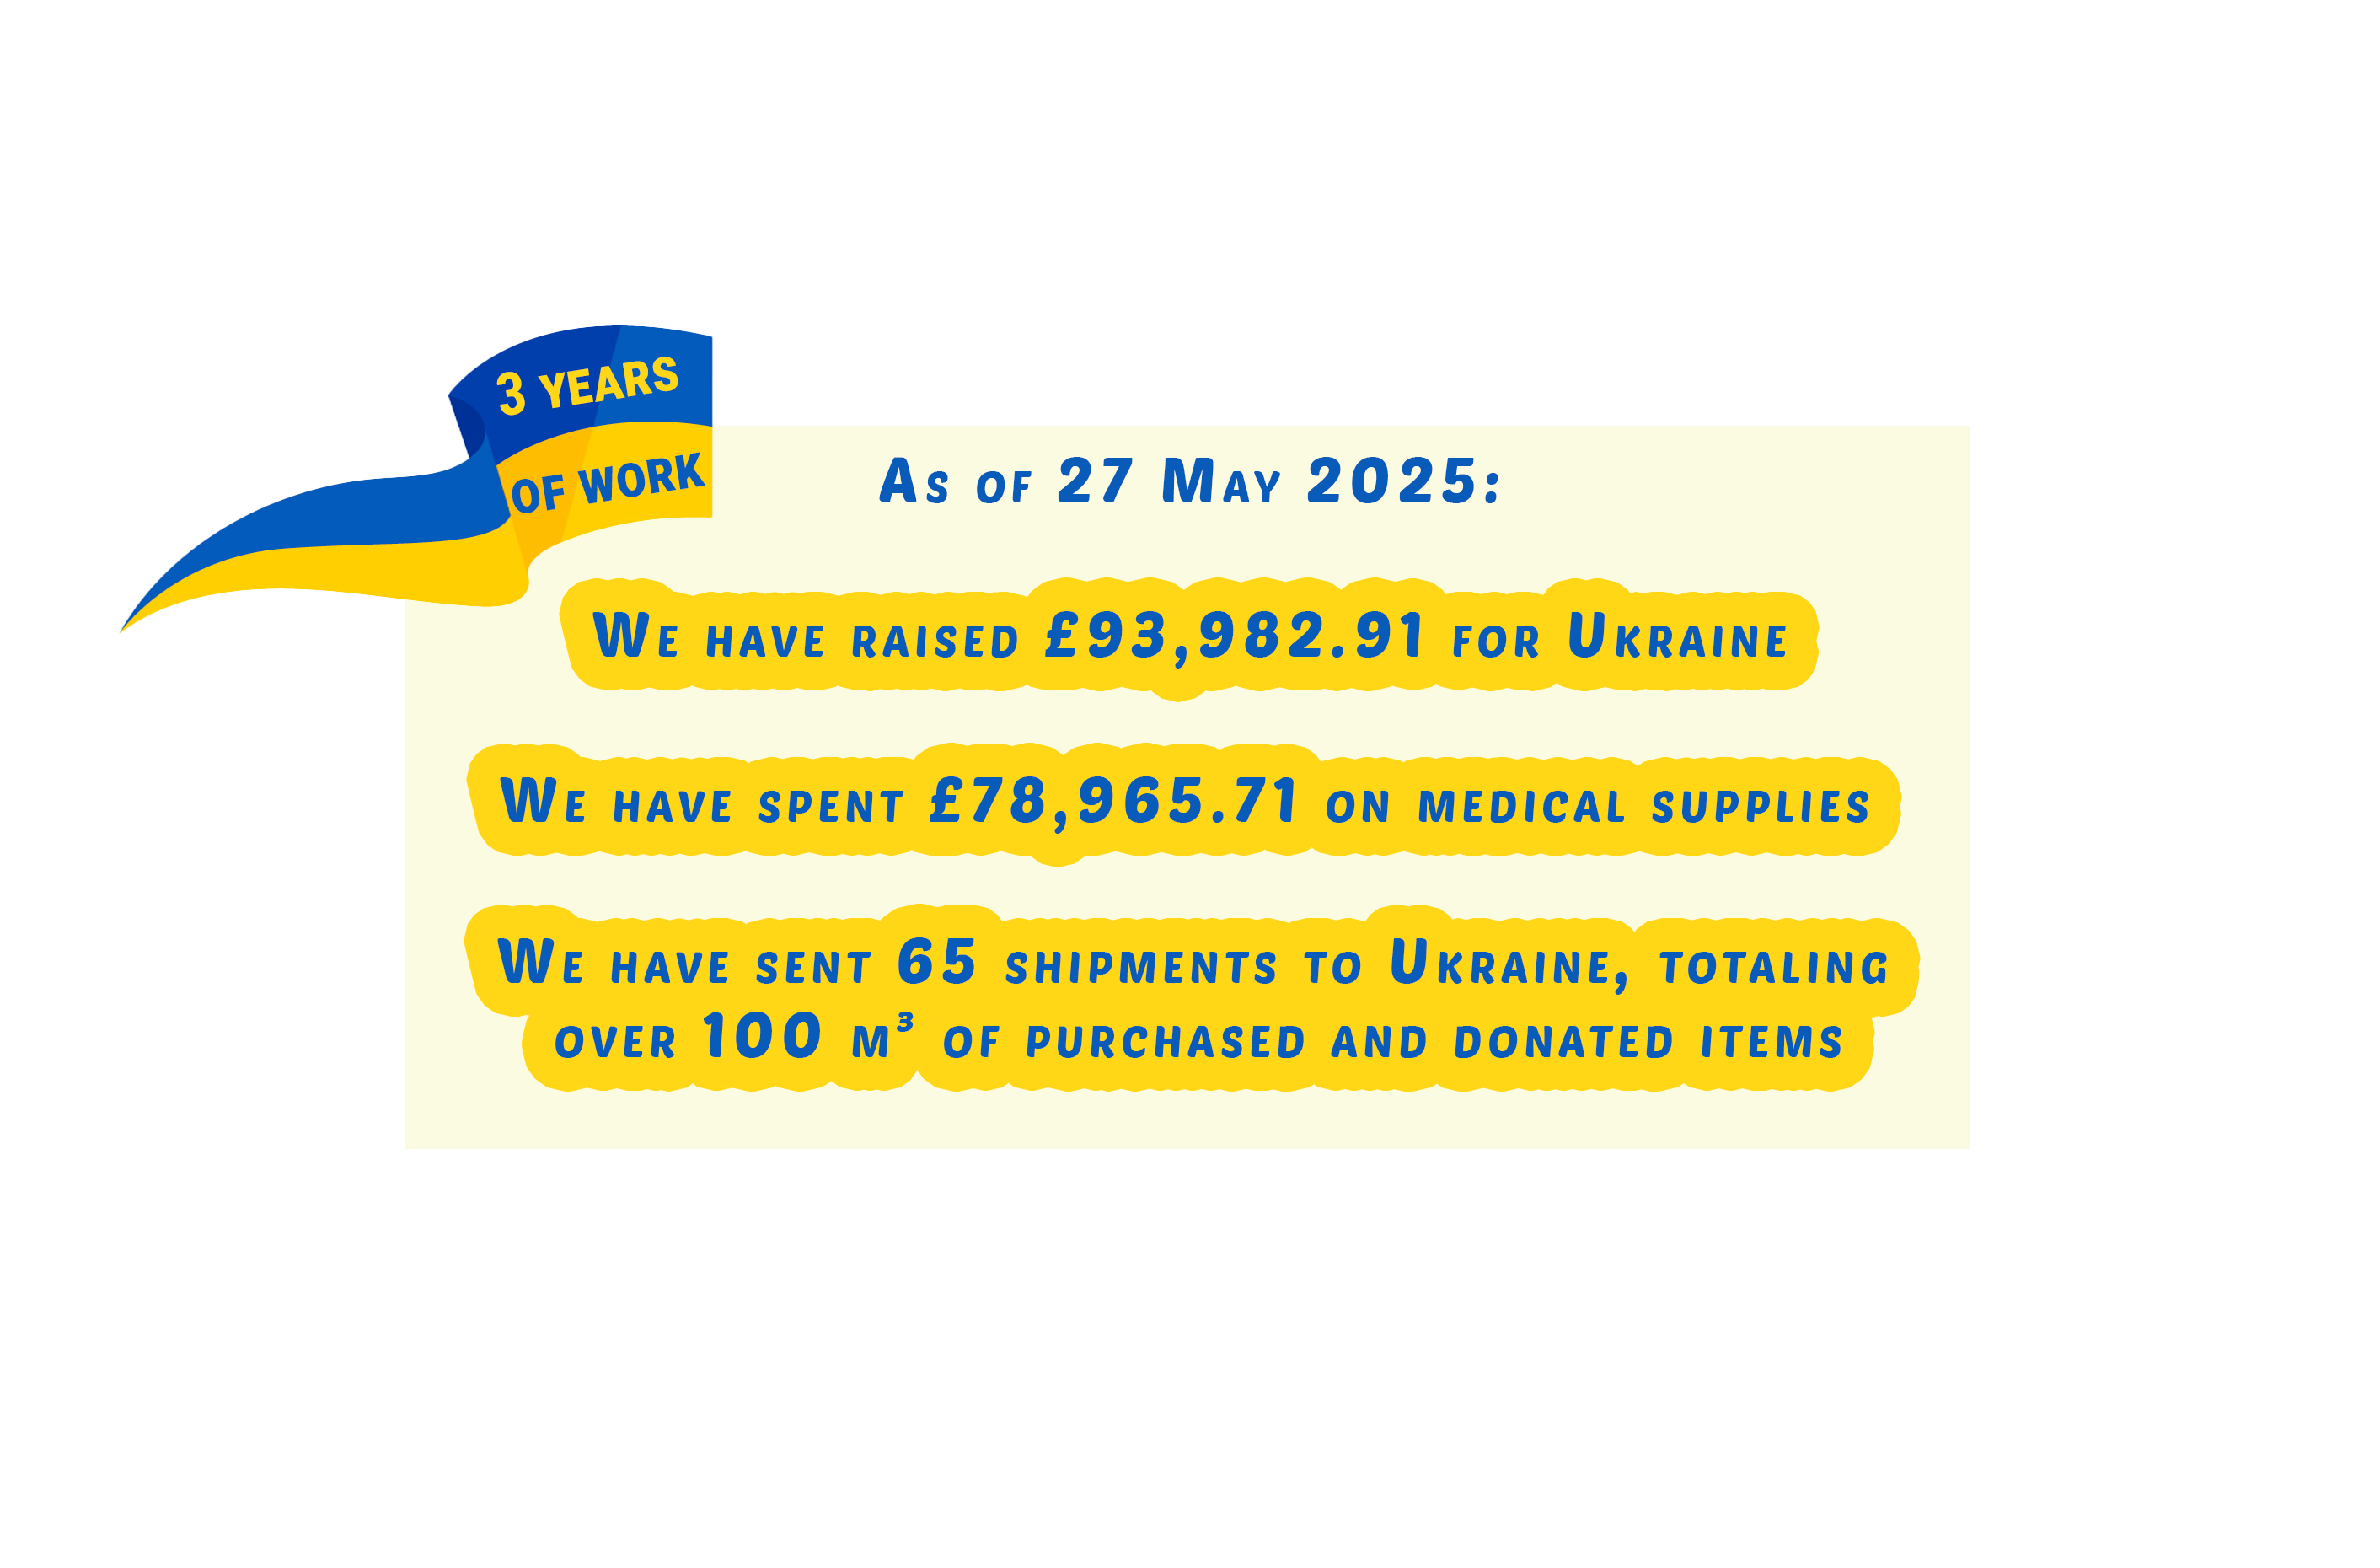 3 YEARS
OF WORK
As of 27 May 2025:
We have raised £93,982.91 for Ukraine
We have spent £78,965.71 on medical supplies
We have sent 65 shipments to Ukraine, totaling
over 100 m³ of purchased and donated items